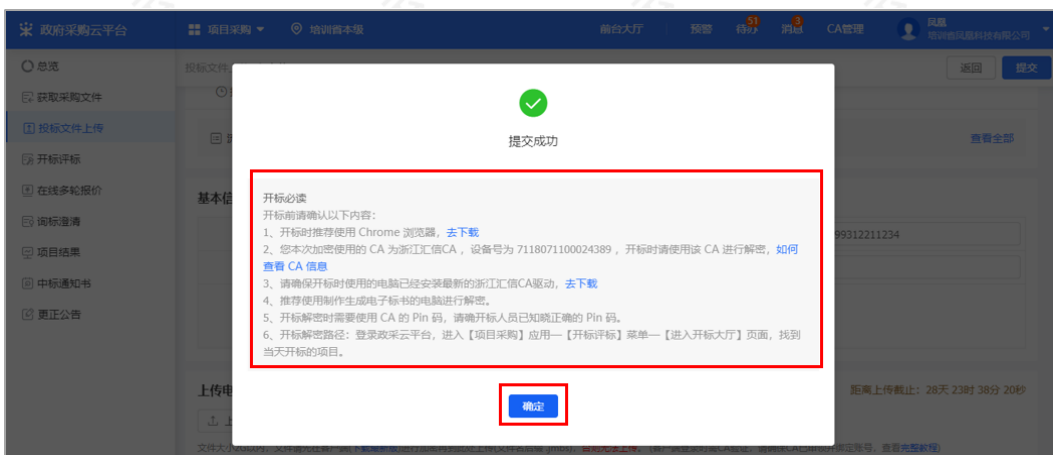 政府采购云平台
项目采购
培训省本级
前台大厅
预警
待办
51
消息
3
CA管理
凤凰
培训省凤凰科技有限公司
总览
获取采购文件
投标文件上传
开标评标
在线多轮报价
询标澄清
项目结果
中标通知书
更正公告
投标文件上
返回
提交
查看全部
基本信
99312211234
提交成功
开标必读
开标前请确认以下内容：
1、开标时推荐使用 Chrome 浏览器，去下载
2、您本次加密使用的 CA 为浙江汇信CA ，设备号为 7118071100024389 ，开标时请使用该 CA 进行解密，如何
查看 CA 信息
3、请确保开标时使用的电脑已经安装最新的浙江汇信CA驱动，去下载
4、推荐使用制作生成电子标书的电脑进行解密。
5、开标解密时需要使用 CA 的 Pin 码，请确开标人员已知晓正确的 Pin 码。
6、开标解密路径：登录政采云平台，进入【项目采购】应用—【开标评标】菜单—【进入开标大厅】页面，找到
当天开标的项目。
确定
上传电
距离上传截止：28天 23时 38分 20秒